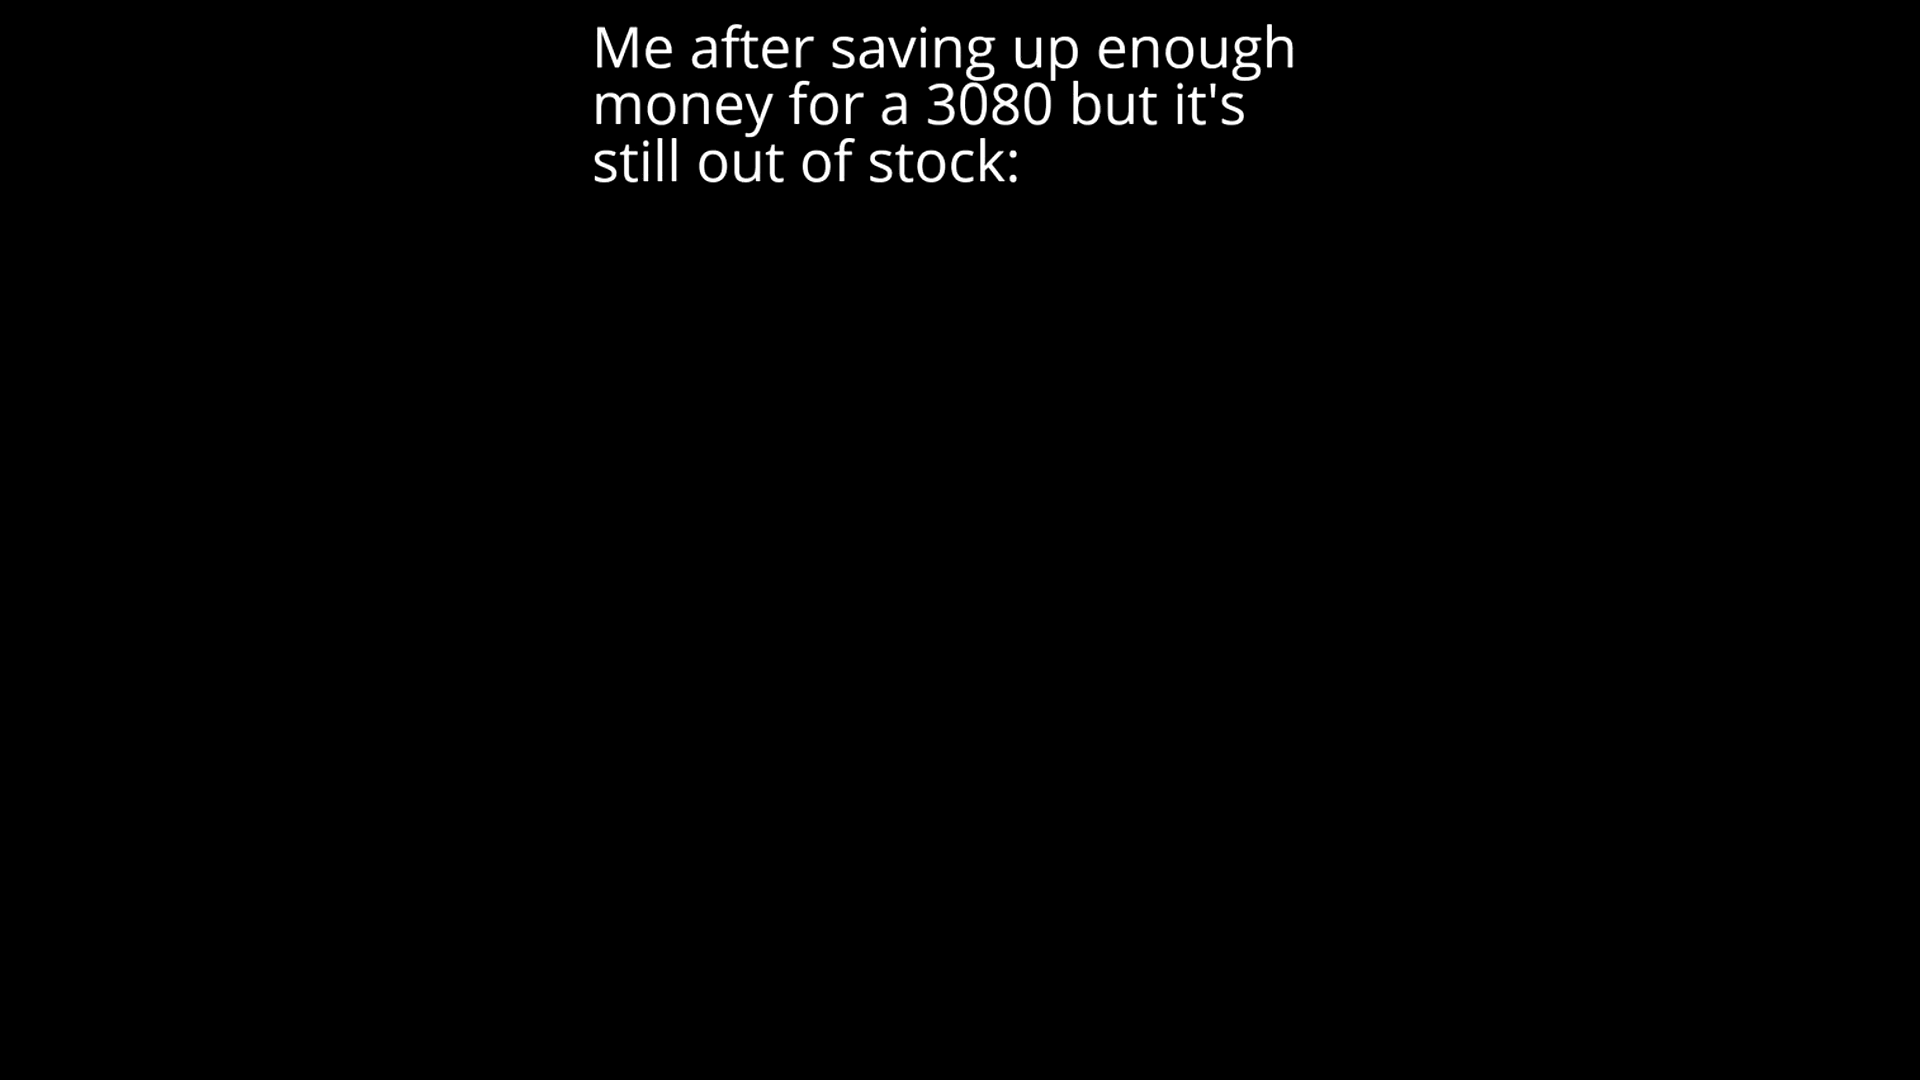 Me after saving up enough
money for a 3080 but it's
still out of stock: